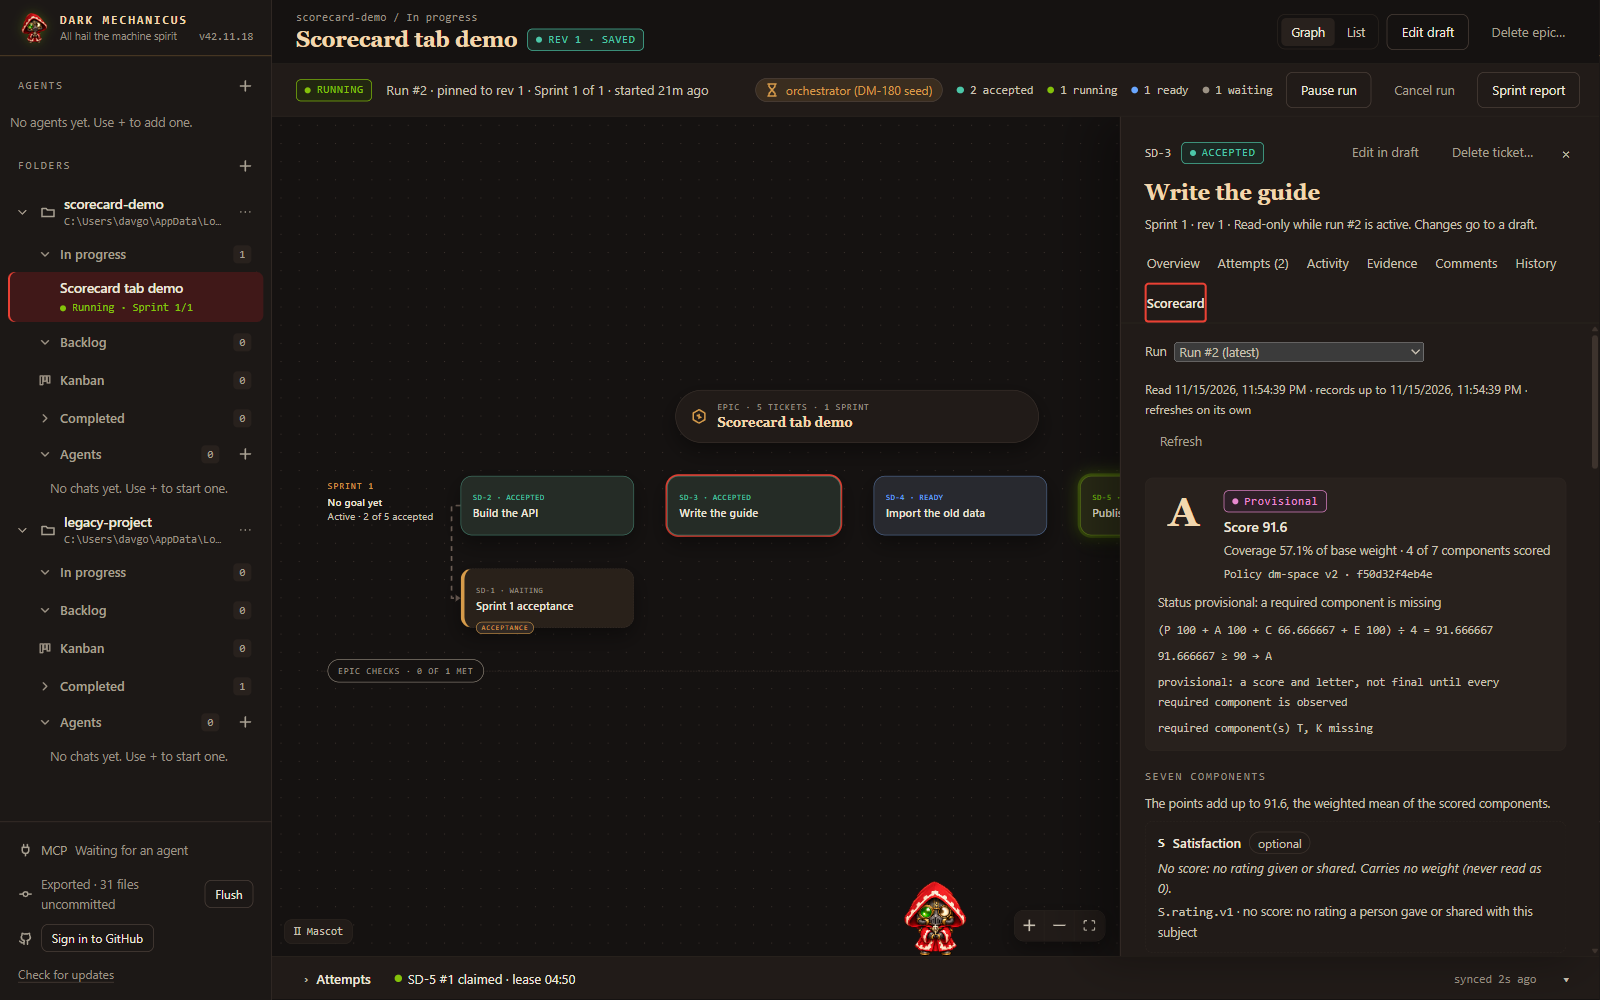 DARK MECHANICUS
All hail the machine spirit v42.11.18
AGENTS
No agents yet. Use + to add one.
FOLDERS
scorecard-demo
C:\Users\davgo\AppData\Lo…
In progress 1
Scorecard tab demo
Running · Sprint 1/1
Backlog 0
Kanban 0
Completed 0
Agents 0
No chats yet. Use + to start one.
legacy-project
C:\Users\davgo\AppData\Lo…
In progress 0
Backlog 0
Kanban 0
Completed 1
Agents 0
No chats yet. Use + to start one.
MCP Waiting for an agent
Exported · 31 files uncommitted
Flush
Sign in to GitHub
Check for updates
scorecard-demo / In progress
Scorecard tab demo
REV 1 · SAVED
Graph List Edit draft Delete epic…
RUNNING
Run #2 · pinned to rev 1 · Sprint 1 of 1 · started 21m ago
orchestrator (DM-180 seed)
2 accepted 1 running 1 ready 1 waiting
Pause run Cancel run Sprint report
EPIC · 5 TICKETS · 1 SPRINT
Scorecard tab demo
SPRINT 1
No goal yet
Active · 2 of 5 accepted
SD-2 · ACCEPTED
Build the API
SD-3 · ACCEPTED
Write the guide
SD-4 · READY
Import the old data
SD-5 ·
Publis
SD-1 · WAITING
Sprint 1 acceptance
ACCEPTANCE
EPIC CHECKS · 0 OF 1 MET
Mascot
Attempts SD-5 #1 claimed · lease 04:50
synced 2s ago
SD-3 ACCEPTED Edit in draft Delete ticket… ×
Write the guide
Sprint 1 · rev 1 · Read-only while run #2 is active. Changes go to a draft.
Overview Attempts (2) Activity Evidence Comments History
Scorecard
Run Run #2 (latest)
Read 11/15/2026, 11:54:39 PM · records up to 11/15/2026, 11:54:39 PM ·
refreshes on its own
Refresh
A
Provisional
Score 91.6
Coverage 57.1% of base weight · 4 of 7 components scored
Policy dm-space v2 · f50d32f4eb4e
Status provisional: a required component is missing
(P 100 + A 100 + C 66.666667 + E 100) ÷ 4 = 91.666667
91.666667 ≥ 90 → A
provisional: a score and letter, not final until every
required component is observed
required component(s) T, K missing
SEVEN COMPONENTS
The points add up to 91.6, the weighted mean of the scored components.
S Satisfaction optional
No score: no rating given or shared. Carries no weight (never read as
0).
S.rating.v1 · no score: no rating a person gave or shared with this
subject